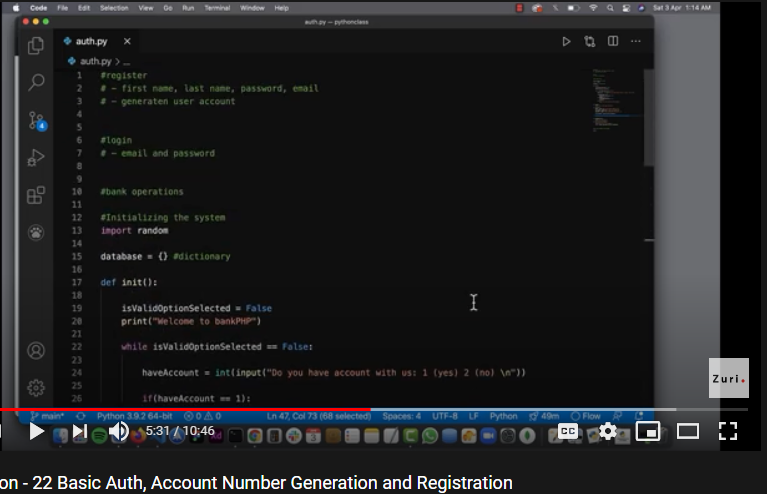 Code File Edit Selection View Go Run Terminal Window Help Sat 3 Apr 1:14 AM
auth.py — pythonclass
auth.py
auth.py > ...
1 #register
2 # - first name, last name, password, email
3 # - generaten user account
4
5
6 #login
7 # - email and password
8
9
10 #bank operations
11
12 #Initializing the system
13 import random
14
15 database = {} #dictionary
16
17 def init():
18
19 isValidOptionSelected = False
20 print("Welcome to bankPHP")
21
22 while isValidOptionSelected == False:
23
24 haveAccount = int(input("Do you have account with us: 1 (yes) 2 (no) \n"))
25
26 if(haveAccount == 1):
4
Zuri.
main* Python 3.9.2 64-bit 0 0 Ln 47, Col 73 (68 selected) Spaces: 4 UTF-8 LF Python 49m Flow
5:31 / 10:46 CC
on - 22 Basic Auth, Account Number Generation and Registration